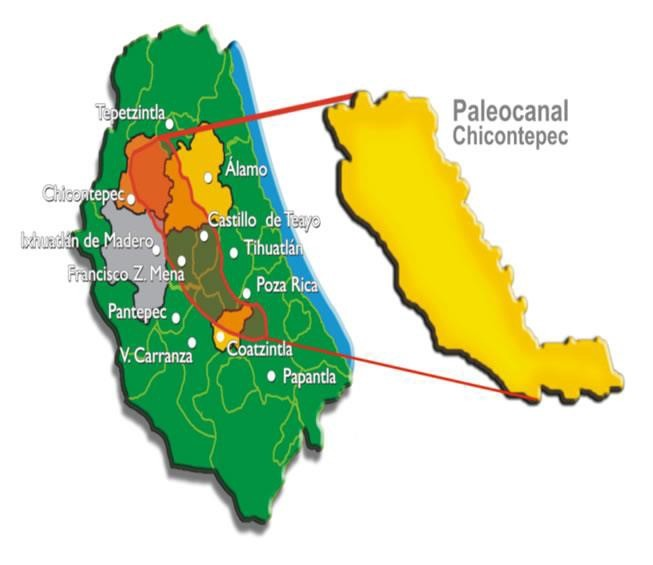 Paleocanal
Chicontepec
Tepetzintla
Álamo
Chicontepec
Castillo de Teayo
Ixhuatlán de Madero
Tihuatlán
Francisco Z. Mena
Poza Rica
Pantepec
V. Carranza
Coatzintla
Papantla